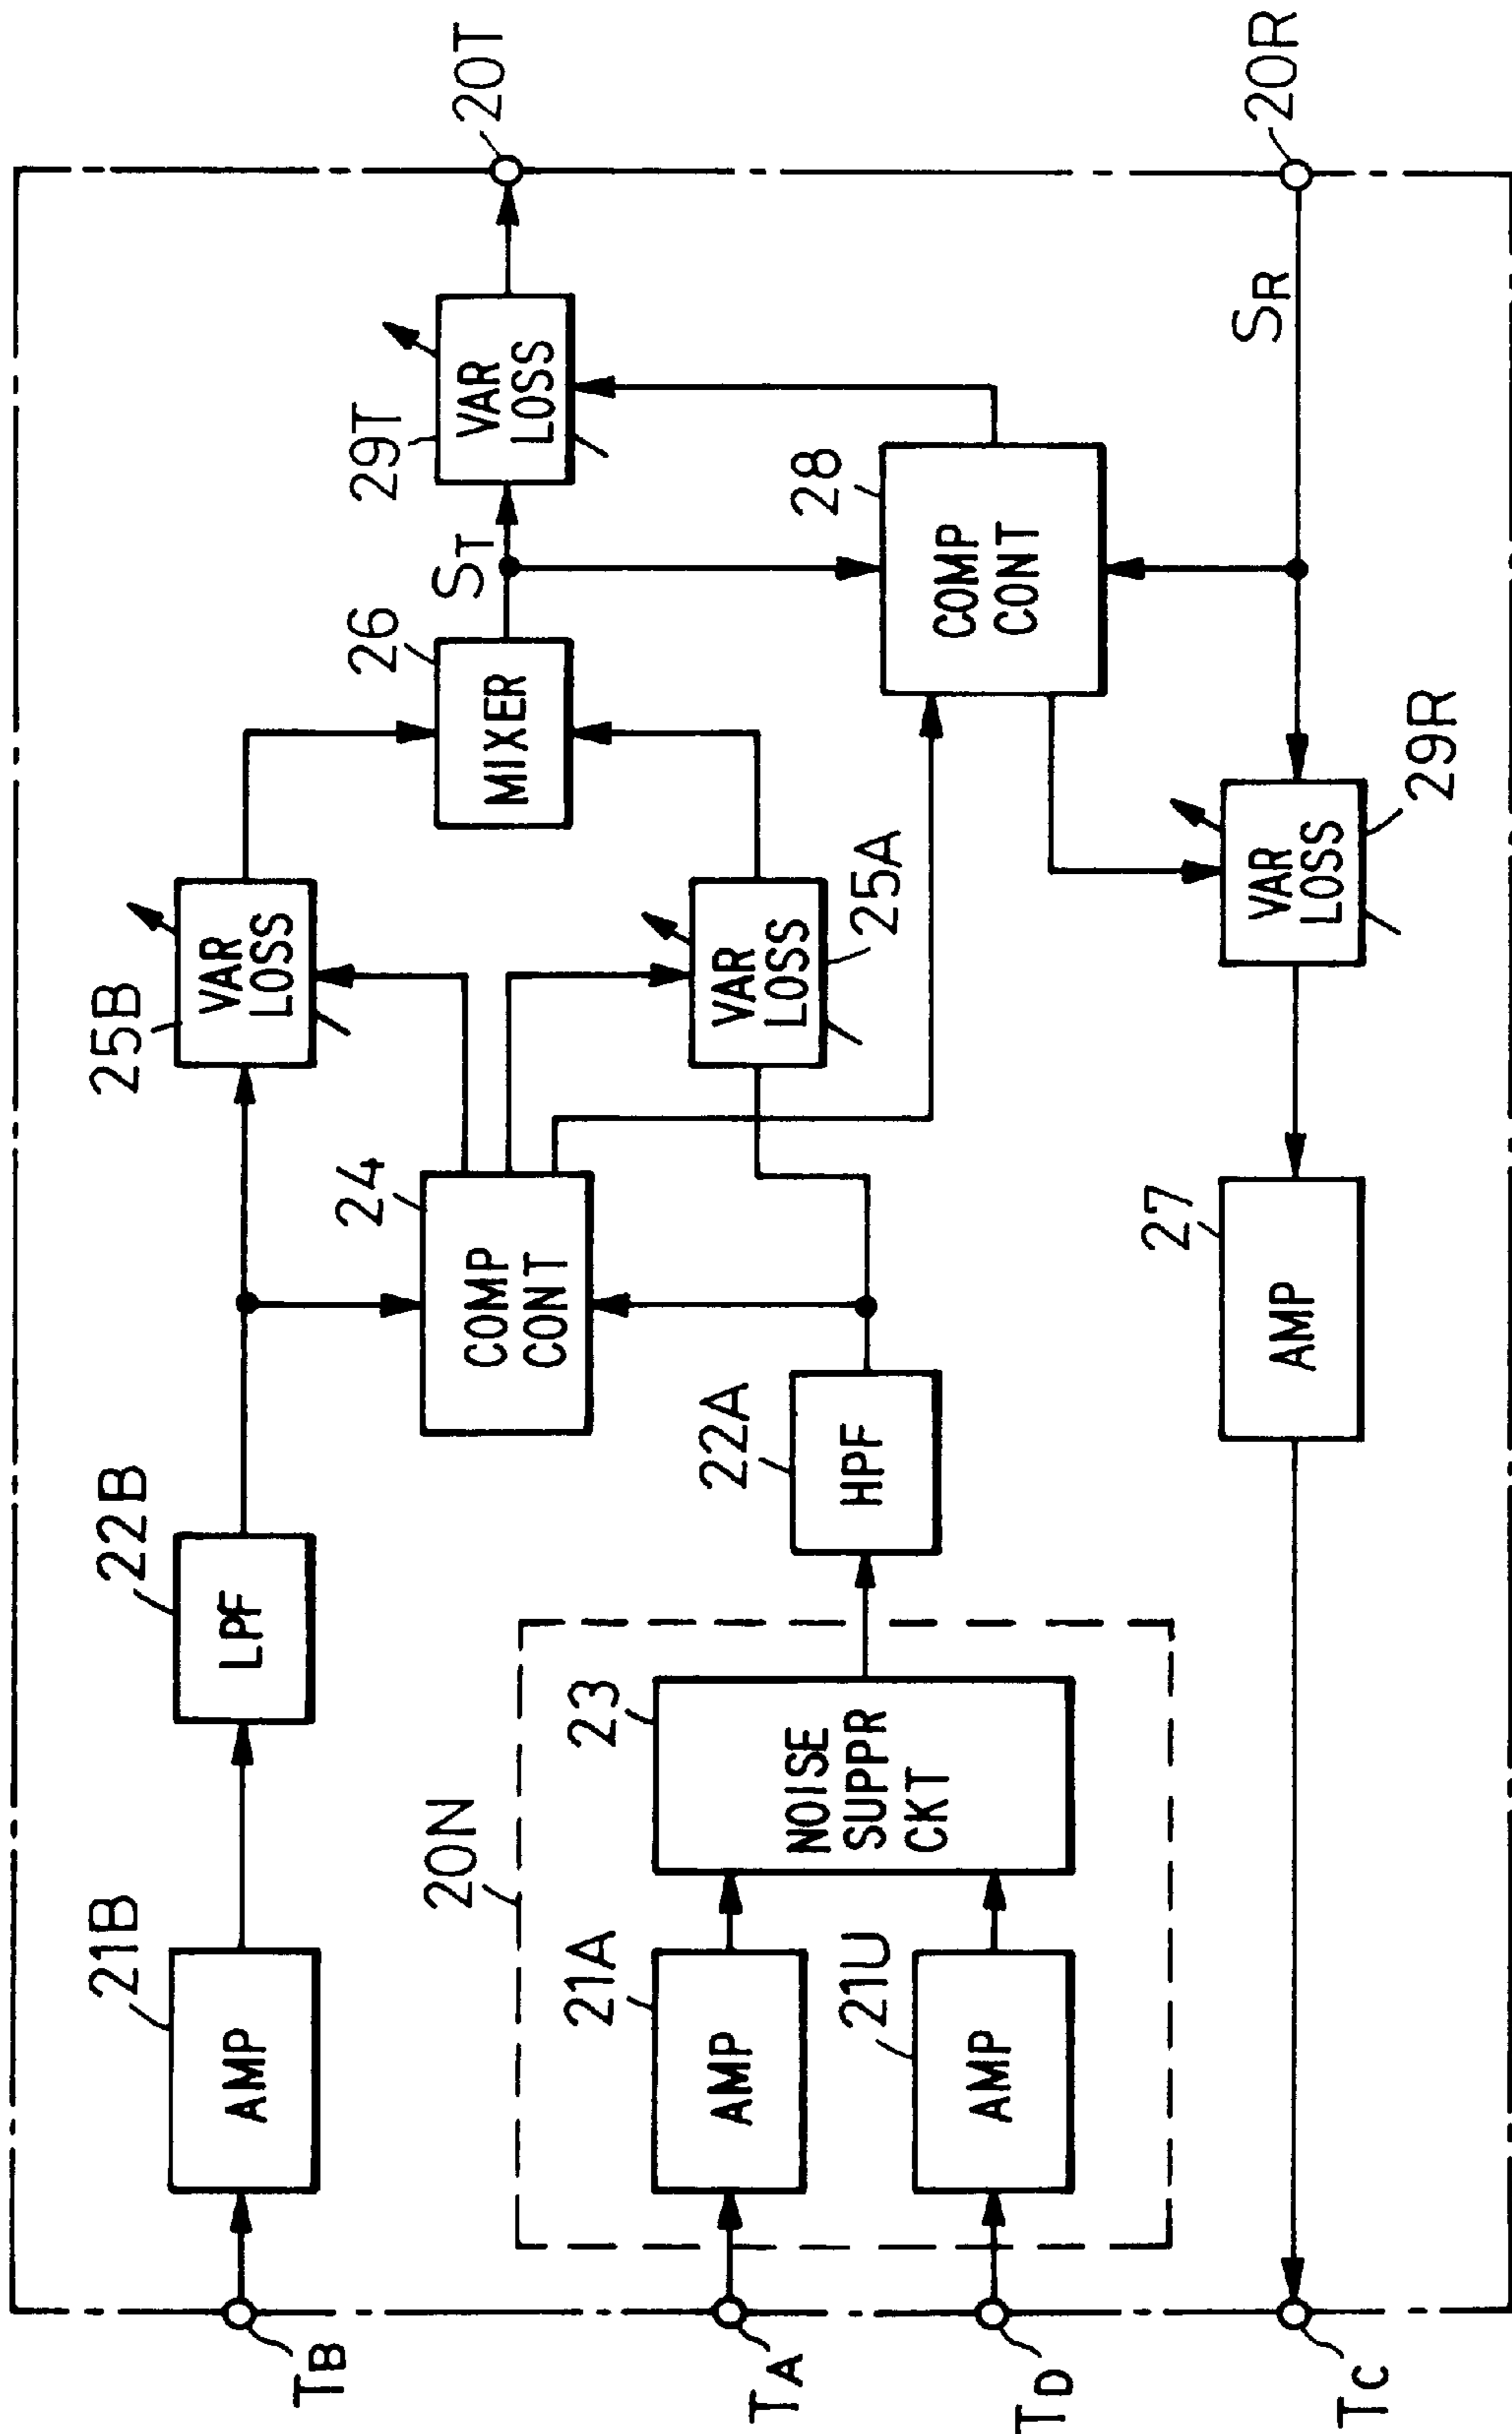 TB
21B
AMP
22B
LPF
25B
VAR
LOSS
24
COMP
CONT
26
MIXER
ST
29T
VAR
LOSS
20T
20N
TA
21A
AMP
TD
21U
AMP
23
NOISE
SUPPR
CKT
22A
HPF
25A
VAR
LOSS
28
COMP
CONT
TC
27
AMP
29R
VAR
LOSS
SR
20R